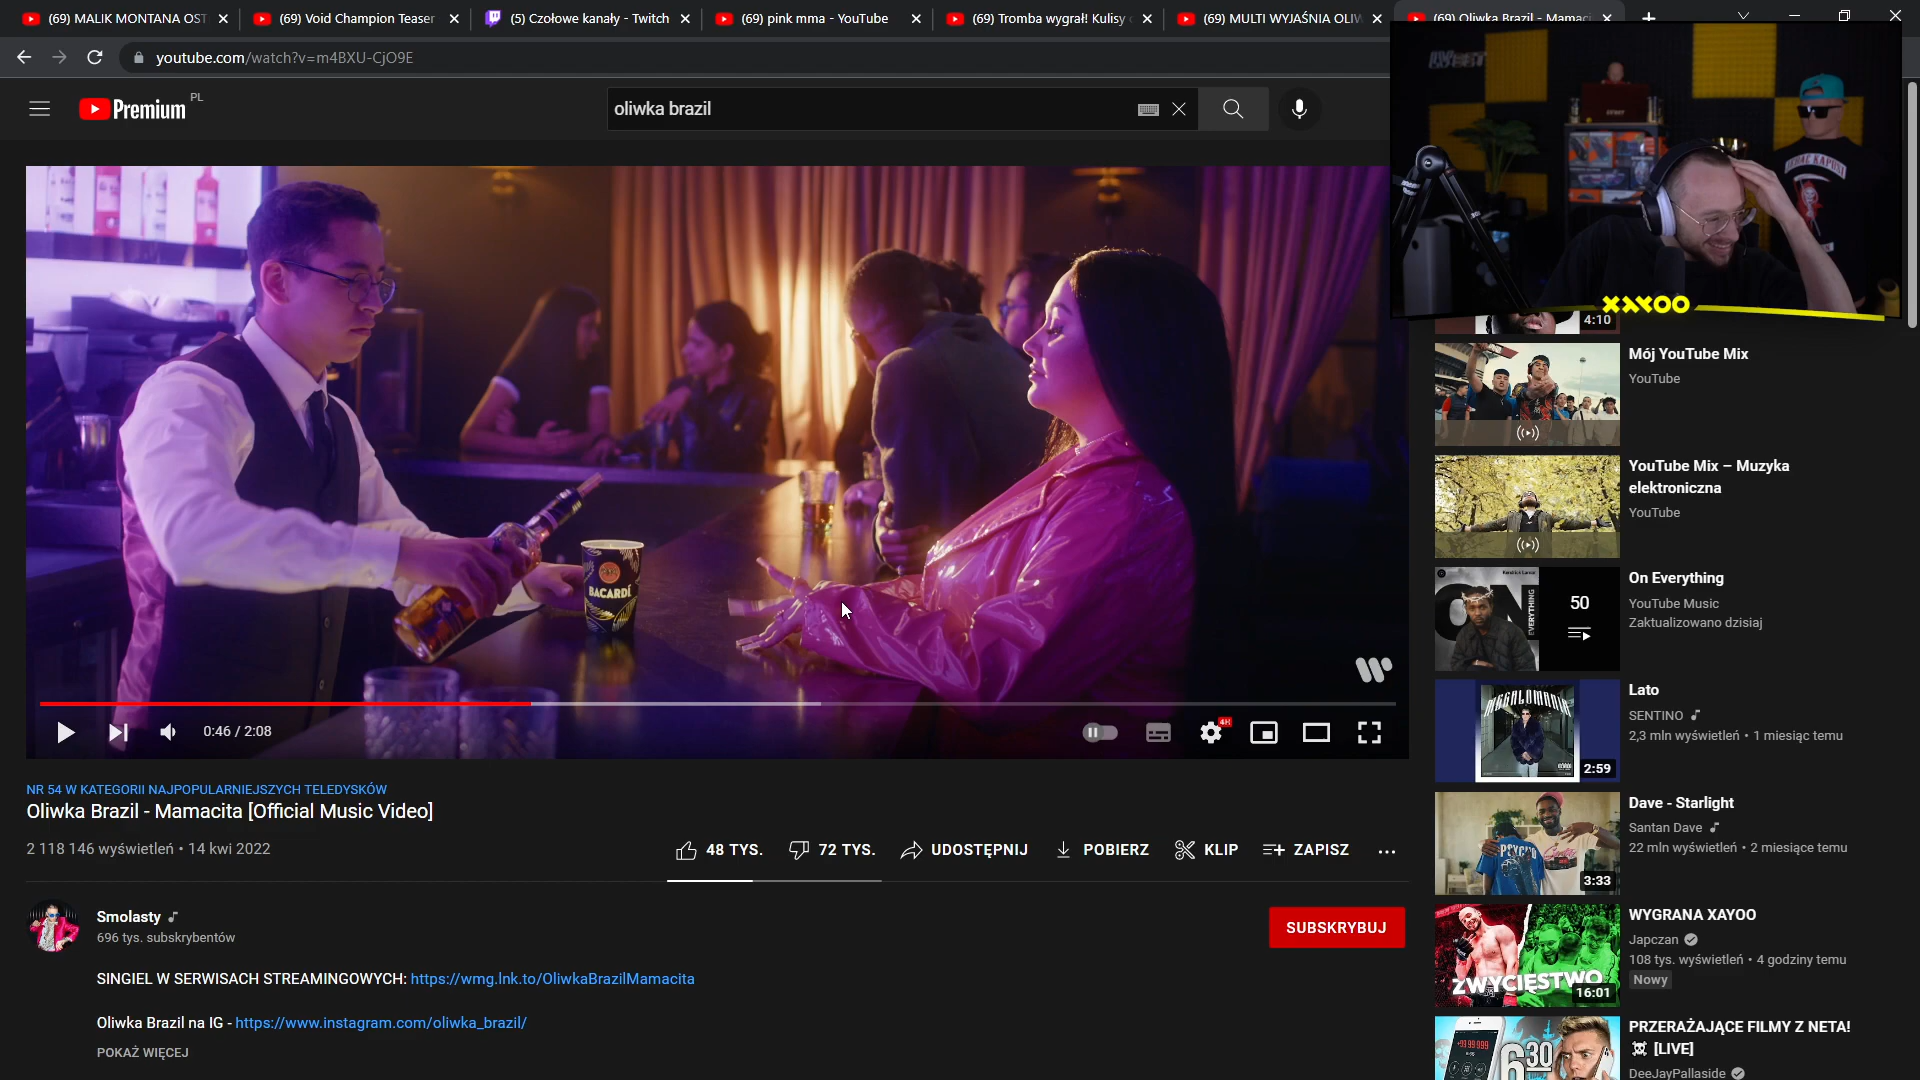 (69) MALIK MONTANA OST
(69) Void Champion Teaser
(5) Czołowe kanały - Twitch
(69) pink mma - YouTube
(69) Tromba wygrał! Kulisy
(69) MULTI WYJAŚNIA OLIW
(69) Oliwka Brazil - Mamaci
youtube.com/watch?v=m4BXU-CjO9E
Premium PL
oliwka brazil
XAYOO
BACARDÍ
0:46 / 2:08
4K
NR 54 W KATEGORII NAJPOPULARNIEJSZYCH TELEDYSKÓW
Oliwka Brazil - Mamacita [Official Music Video]
2 118 146 wyświetleń • 14 kwi 2022
48 TYS.
72 TYS.
UDOSTĘPNIJ
POBIERZ
KLIP
ZAPISZ
Smolasty
696 tys. subskrybentów
SUBSKRYBUJ
SINGIEL W SERWISACH STREAMINGOWYCH: https://wmg.lnk.to/OliwkaBrazilMamacita
Oliwka Brazil na IG - https://www.instagram.com/oliwka_brazil/
POKAŻ WIĘCEJ
4:10
Mój YouTube Mix
YouTube
YouTube Mix – Muzyka
elektroniczna
YouTube
EVERYTHING
50
On Everything
YouTube Music
Zaktualizowano dzisiaj
MEGALOMANIA
2:59
Lato
SENTINO
2,3 mln wyświetleń • 1 miesiąc temu
PSYCHO
3:33
Dave - Starlight
Santan Dave
22 mln wyświetleń • 2 miesiące temu
ZWYCIĘSTWO
16:01
WYGRANA XAYOO
Japczan
108 tys. wyświetleń • 4 godziny temu
Nowy
630
PRZERAŻAJĄCE FILMY Z NETA!
[LIVE]
DeeJayPallaside